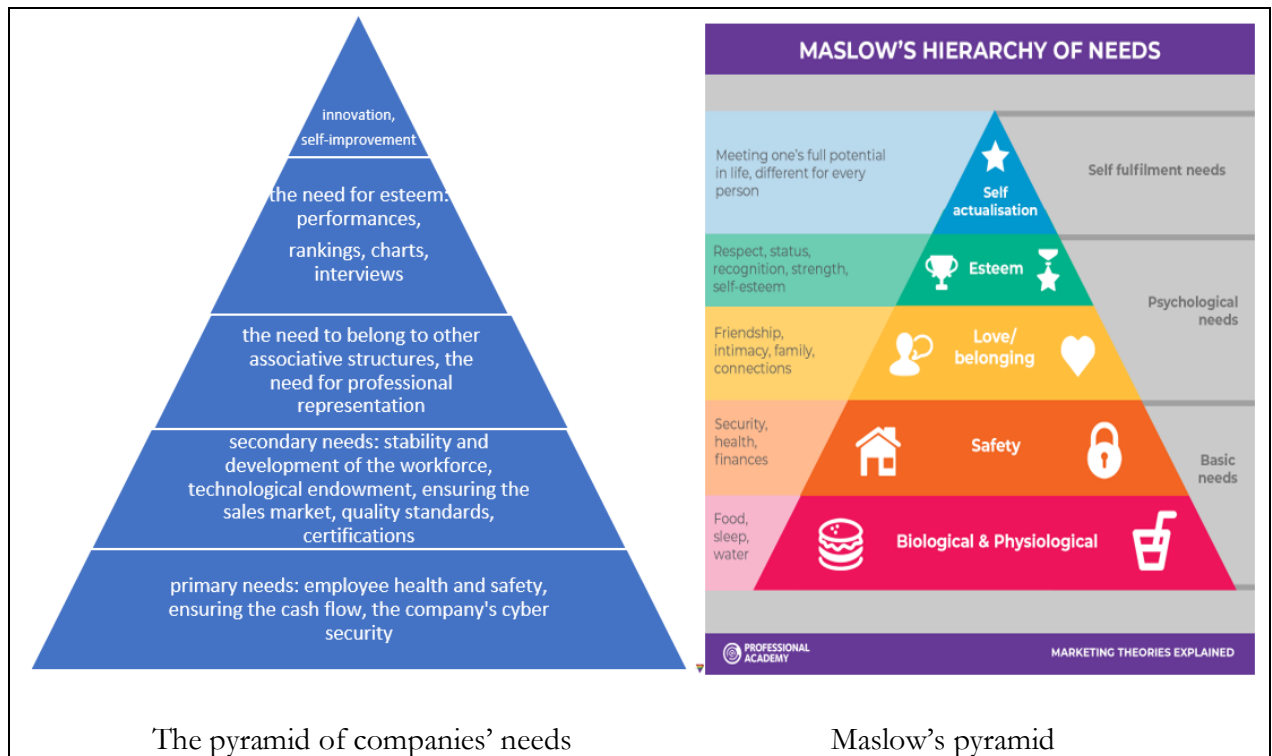 innovation,
self-improvement
the need for esteem:
performances,
rankings, charts,
interviews
the need to belong to other
associative structures, the
need for professional
representation
secondary needs: stability and
development of the workforce,
technological endowment, ensuring the
sales market, quality standards,
certifications
primary needs: employee health and safety,
ensuring the cash flow, the company's cyber
security
The pyramid of companies' needs
MASLOW'S HIERARCHY OF NEEDS
Meeting one's full potential
in life, different for every
person
Self
actualisation
Self fulfilment needs
Respect, status,
recognition, strength,
self-esteem
Esteem
Psychological
needs
Friendship,
intimacy, family,
connections
Love/
belonging
Security,
health,
finances
Safety
Basic
needs
Food,
sleep,
water
Biological & Physiological
PROFESSIONAL
ACADEMY
MARKETING THEORIES EXPLAINED
Maslow's pyramid